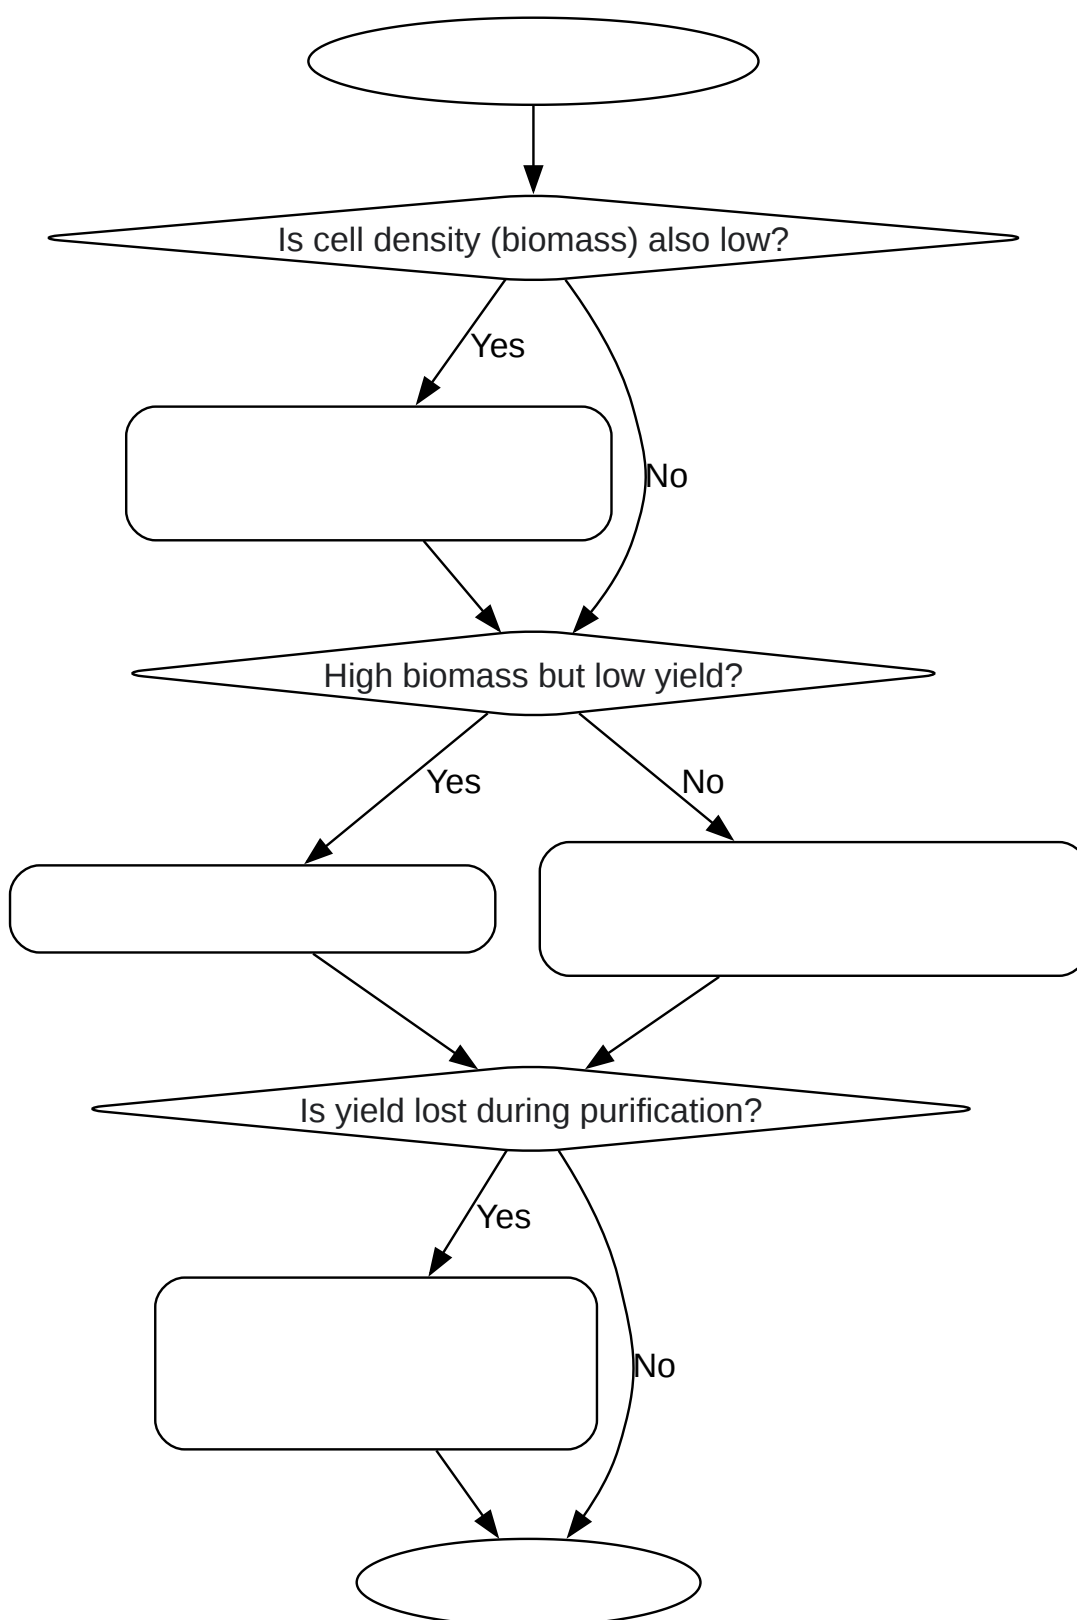 Is cell density (biomass) also low?
Yes
No
High biomass but low yield?
Yes
No
Is yield lost during purification?
Yes
No